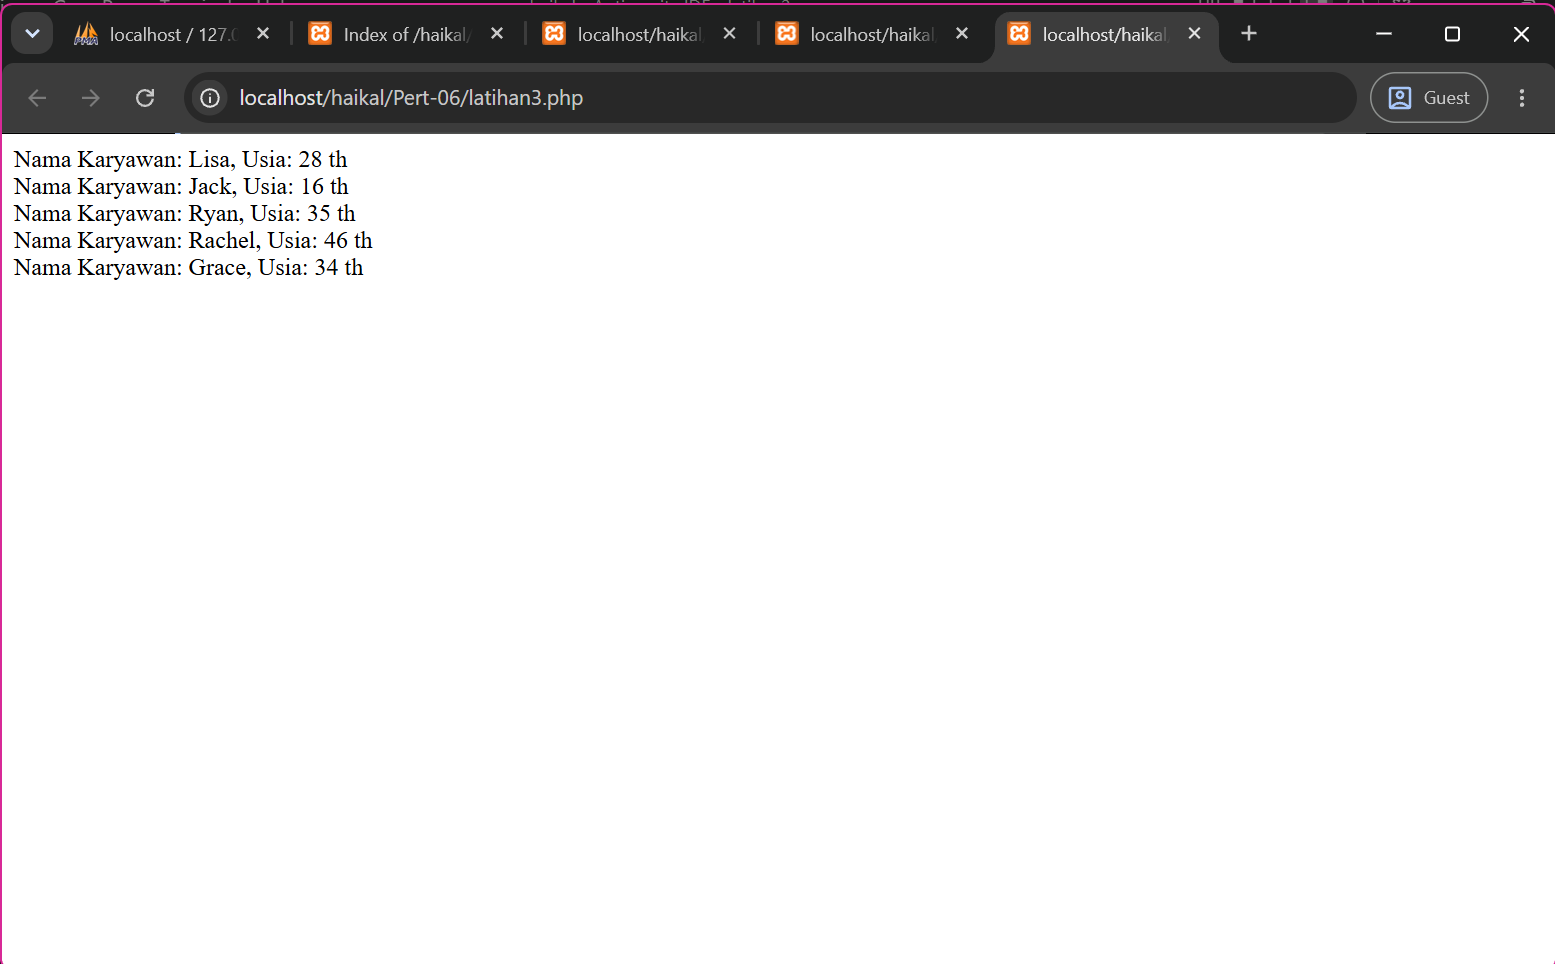 localhost / 127.0
Index of /haikal/
localhost/haikal/
localhost/haikal/
localhost/haikal/
localhost/haikal/Pert-06/latihan3.php
Guest
Nama Karyawan: Lisa, Usia: 28 th
Nama Karyawan: Jack, Usia: 16 th
Nama Karyawan: Ryan, Usia: 35 th
Nama Karyawan: Rachel, Usia: 46 th
Nama Karyawan: Grace, Usia: 34 th